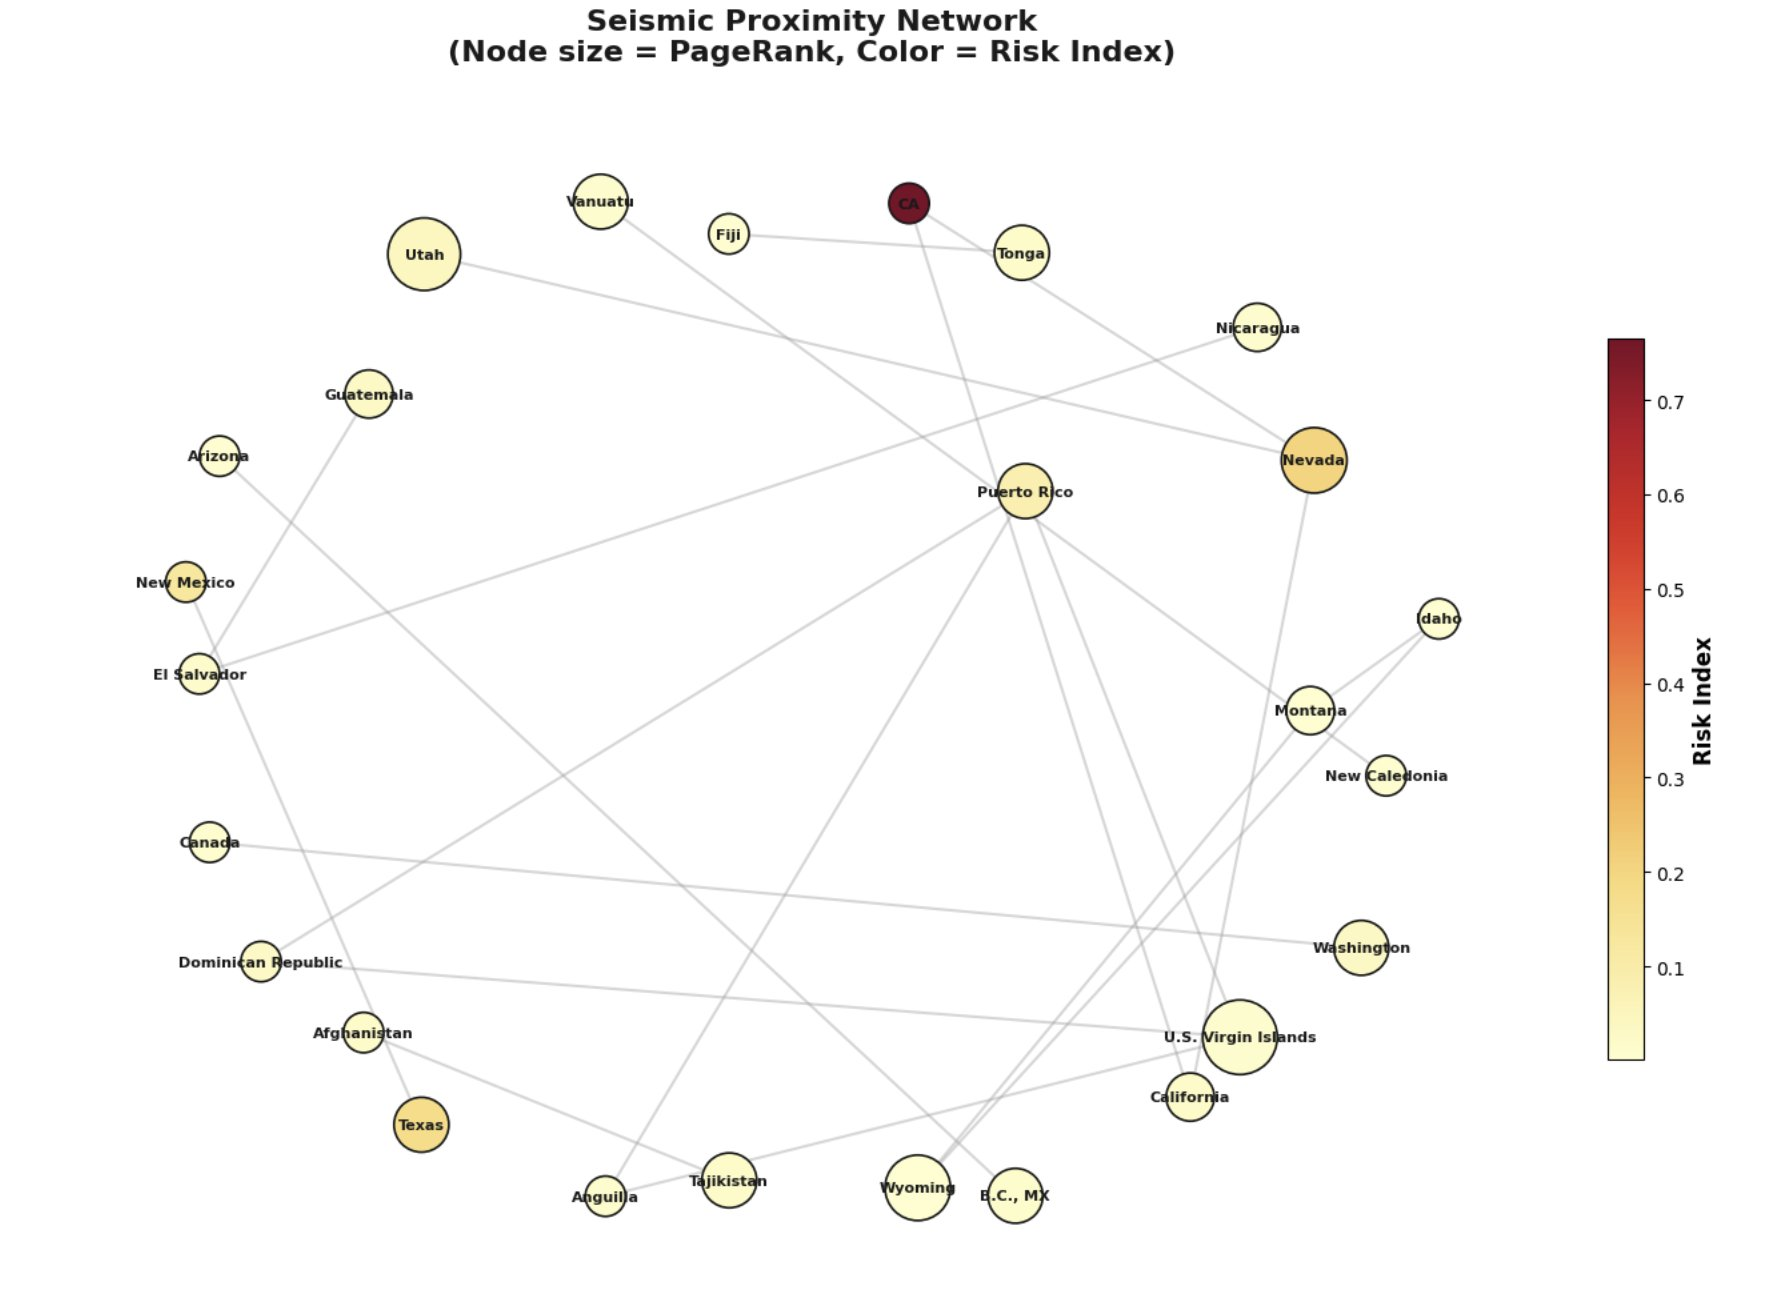 Seismic Proximity Network
(Node size = PageRank, Color = Risk Index)
Vanuatu
CA
Fiji
Tonga
Utah
Nicaragua
Guatemala
0.7
Arizona
Nevada
Puerto Rico
0.6
New Mexico
0.5
Idaho
El Salvador
0.4
Risk Index
Montana
New Caledonia
0.3
Canada
0.2
Washington
Dominican Republic
0.1
Afghanistan
U.S. Virgin Islands
California
Texas
Tajikistan
Wyoming
B.C., MX
Anguilla